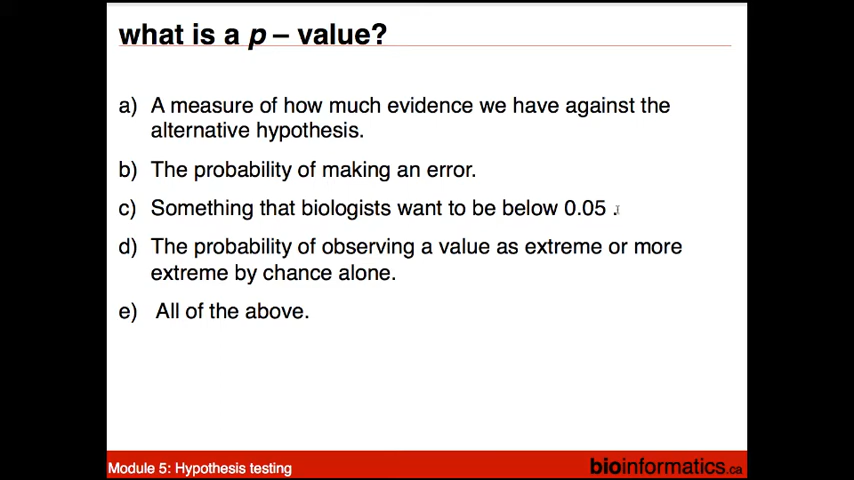 what is a p – value?
a) A measure of how much evidence we have against the
alternative hypothesis.
b) The probability of making an error.
c) Something that biologists want to be below 0.05 .
d) The probability of observing a value as extreme or more
extreme by chance alone.
e) All of the above.
Module 5: Hypothesis testing
bioinformatics.ca